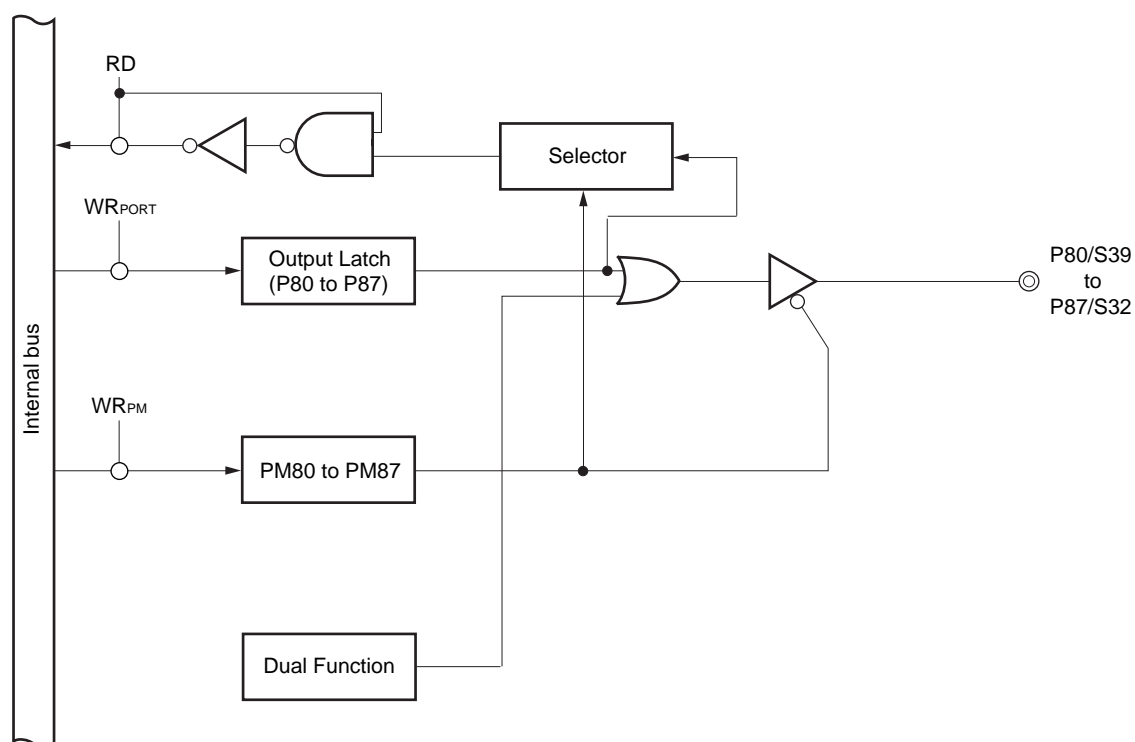 RD
Selector
WRPORT
Output Latch
(P80 to P87)
P80/S39
to
P87/S32
Internal bus
WRPM
PM80 to PM87
Dual Function